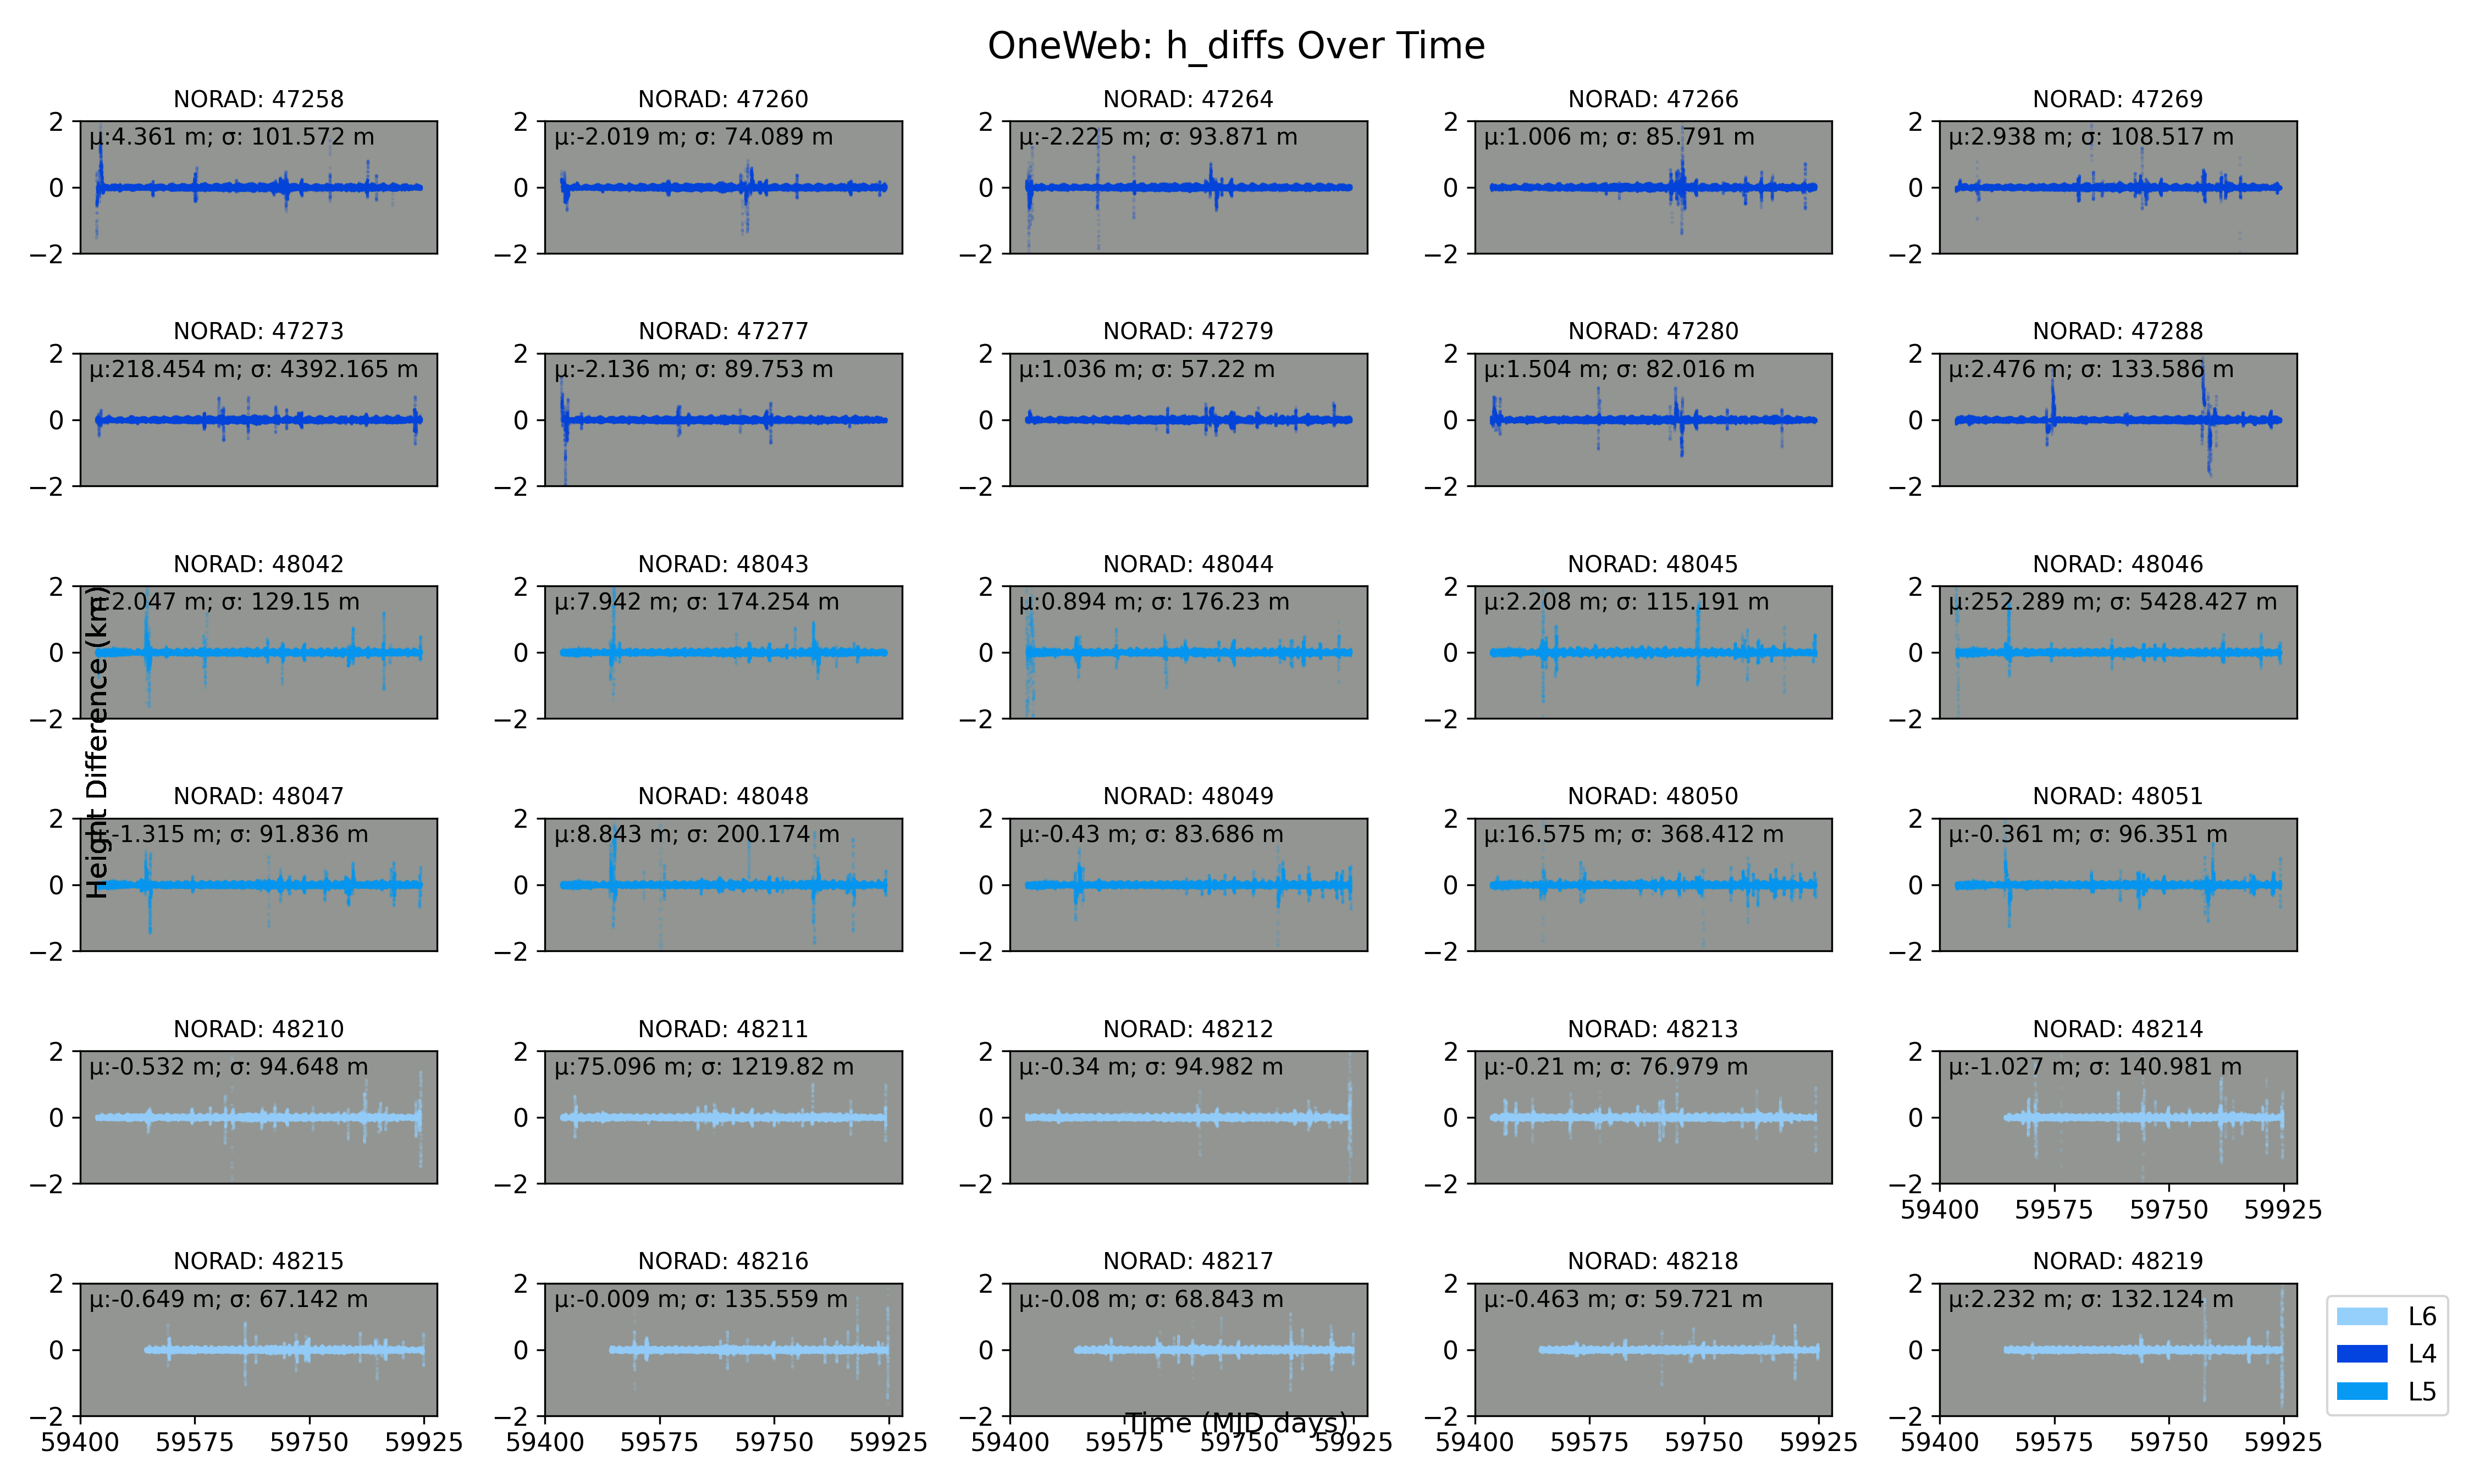 OneWeb: h_diffs Over Time
NORAD: 47258
2
μ:4.361 m; σ: 101.572 m
0
−2
NORAD: 47260
2
μ:-2.019 m; σ: 74.089 m
0
−2
NORAD: 47264
2
μ:-2.225 m; σ: 93.871 m
0
−2
NORAD: 47266
2
μ:1.006 m; σ: 85.791 m
0
−2
NORAD: 47269
2
μ:2.938 m; σ: 108.517 m
0
−2
NORAD: 47273
2
μ:218.454 m; σ: 4392.165 m
0
−2
NORAD: 47277
2
μ:-2.136 m; σ: 89.753 m
0
−2
NORAD: 47279
2
μ:1.036 m; σ: 57.22 m
0
−2
NORAD: 47280
2
μ:1.504 m; σ: 82.016 m
0
−2
NORAD: 47288
2
μ:2.476 m; σ: 133.586 m
0
−2
Height Difference (km)
NORAD: 48042
2
μ:2.047 m; σ: 129.15 m
0
−2
NORAD: 48043
2
μ:7.942 m; σ: 174.254 m
0
−2
NORAD: 48044
2
μ:0.894 m; σ: 176.23 m
0
−2
NORAD: 48045
2
μ:2.208 m; σ: 115.191 m
0
−2
NORAD: 48046
2
μ:252.289 m; σ: 5428.427 m
0
−2
NORAD: 48047
2
μ:-1.315 m; σ: 91.836 m
0
−2
NORAD: 48048
2
μ:8.843 m; σ: 200.174 m
0
−2
NORAD: 48049
2
μ:-0.43 m; σ: 83.686 m
0
−2
NORAD: 48050
2
μ:16.575 m; σ: 368.412 m
0
−2
NORAD: 48051
2
μ:-0.361 m; σ: 96.351 m
0
−2
NORAD: 48210
2
μ:-0.532 m; σ: 94.648 m
0
−2
NORAD: 48211
2
μ:75.096 m; σ: 1219.82 m
0
−2
NORAD: 48212
2
μ:-0.34 m; σ: 94.982 m
0
−2
NORAD: 48213
2
μ:-0.21 m; σ: 76.979 m
0
−2
NORAD: 48214
2
μ:-1.027 m; σ: 140.981 m
0
−2
59400 59575 59750 59925
NORAD: 48215
2
μ:-0.649 m; σ: 67.142 m
0
−2
59400 59575 59750 59925
NORAD: 48216
2
μ:-0.009 m; σ: 135.559 m
0
−2
59400 59575 59750 59925
NORAD: 48217
2
μ:-0.08 m; σ: 68.843 m
0
−2
59400 59575 59750 59925
Time (MJD days)
NORAD: 48218
2
μ:-0.463 m; σ: 59.721 m
0
−2
59400 59575 59750 59925
NORAD: 48219
2
μ:2.232 m; σ: 132.124 m
0
−2
59400 59575 59750 59925
L6
L4
L5